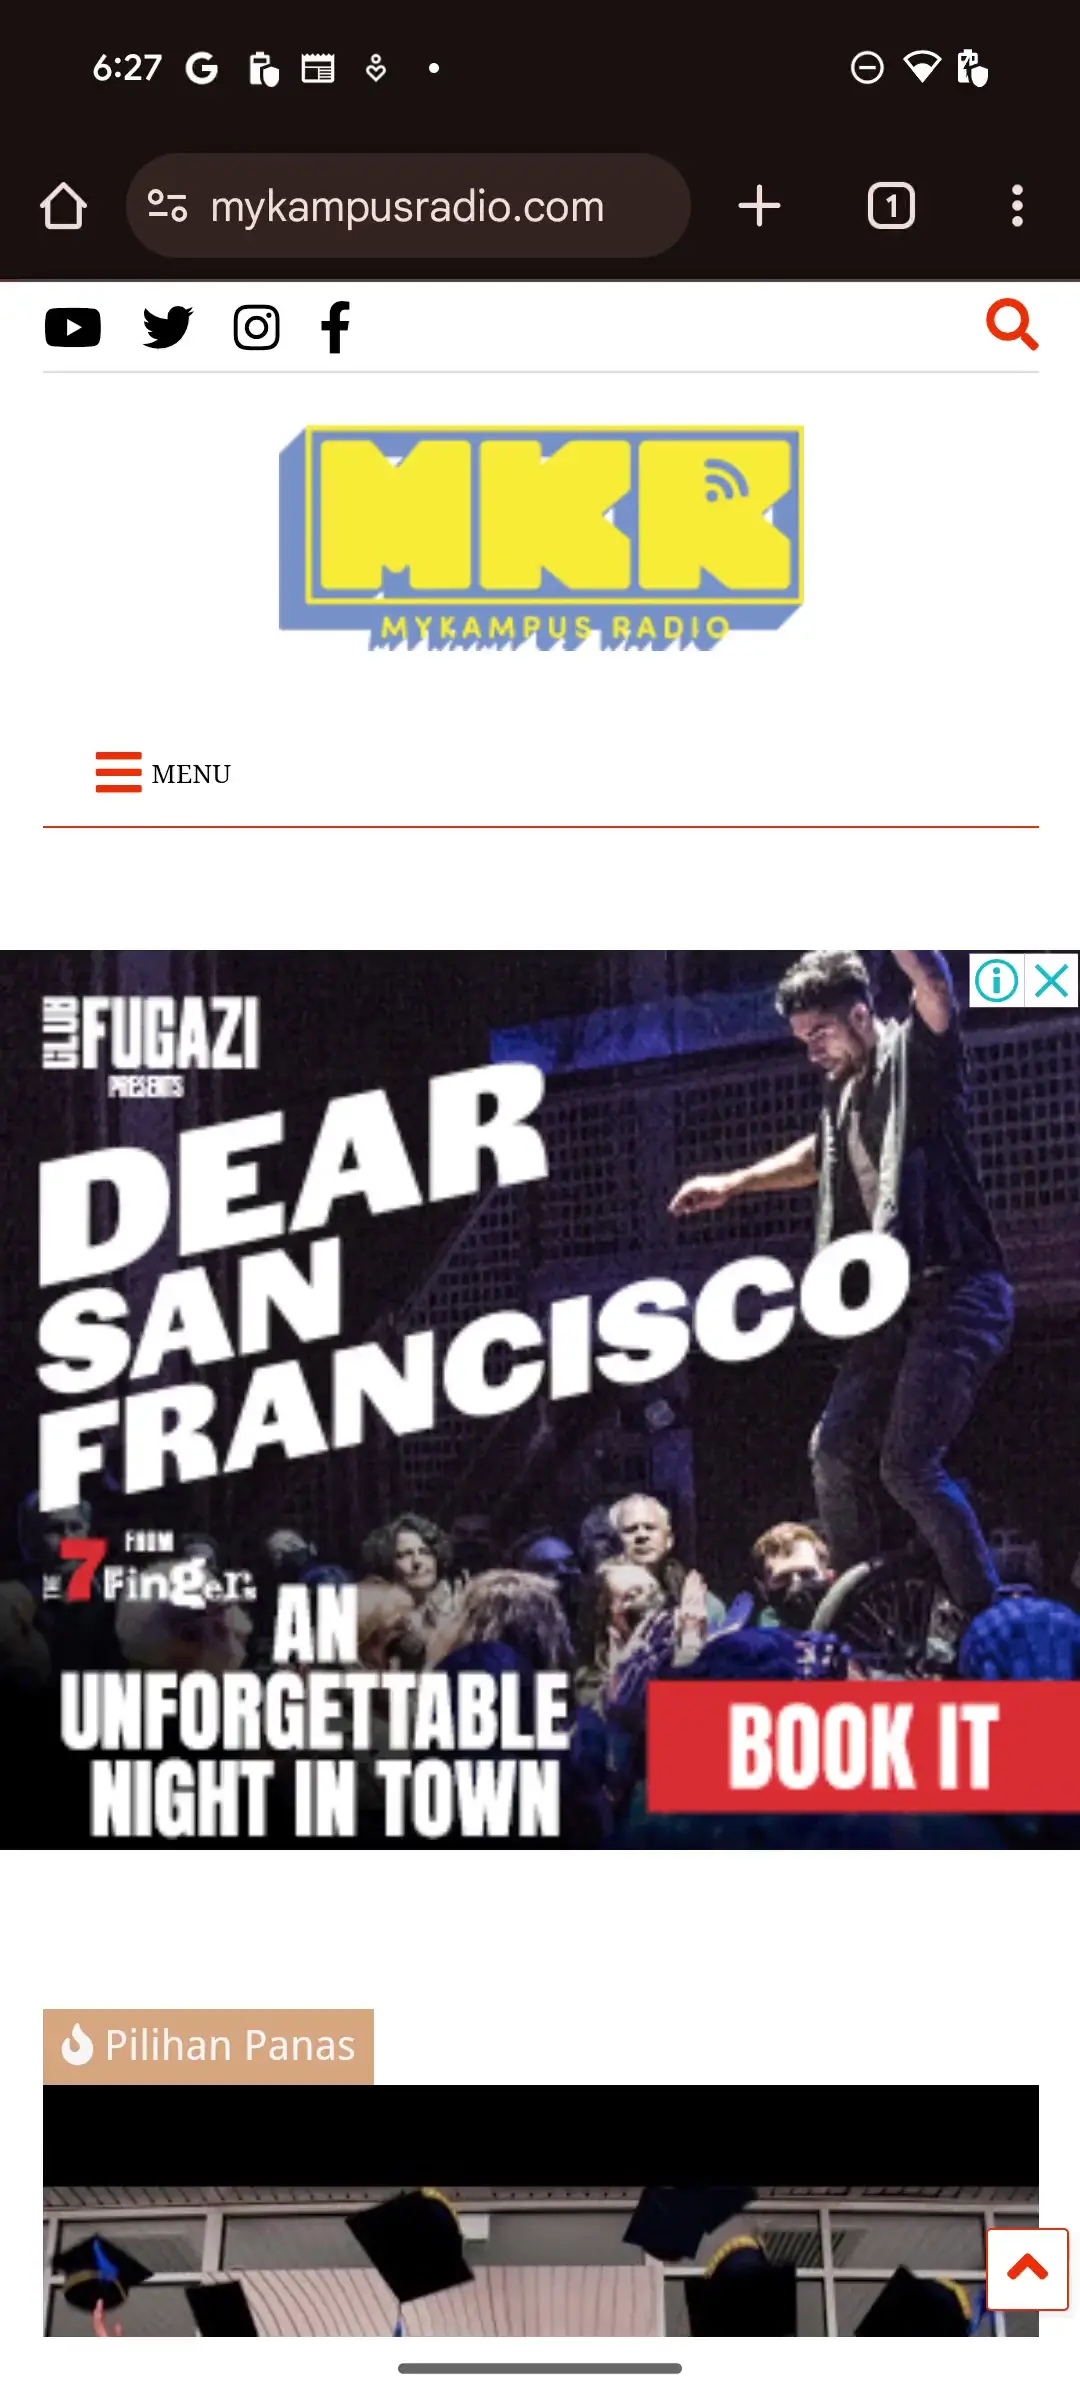 6:27
mykampusradio.com
1
MKR
MYKAMPUS RADIO
MENU
CLUB FUGAZI
PRESENTS
DEAR
SAN
FRANCISCO
FROM
THE 7 Fingers
AN
UNFORGETTABLE
NIGHT IN TOWN
BOOK IT
Pilihan Panas